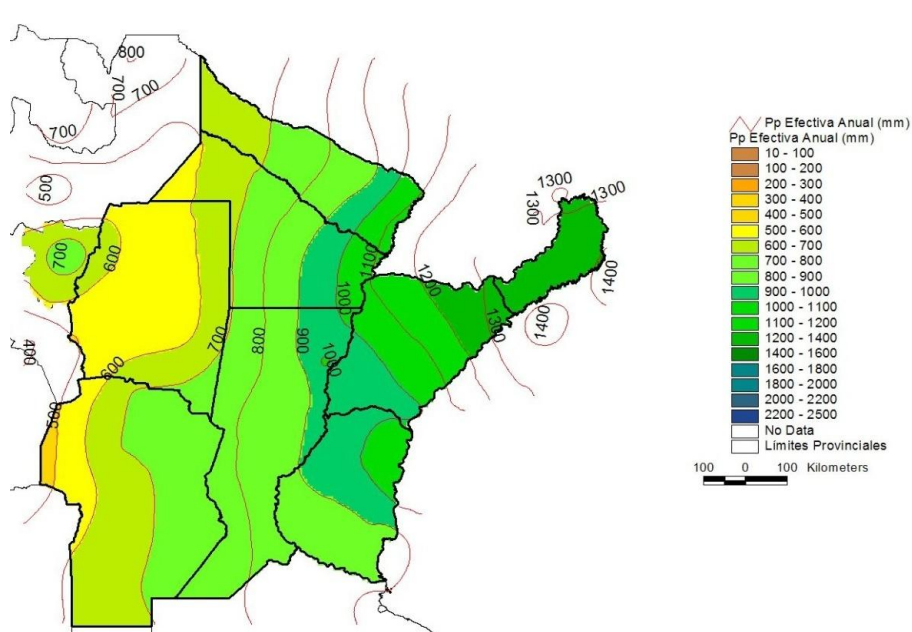 800
700
700
700
500
700
600
400
500
600
700
800
900
1000
1000
1100
1200
1300
1300
1300
1300
1400
1400
Pp Efectiva Anual (mm)
Pp Efectiva Anual (mm)
10 - 100
100 - 200
200 - 300
300 - 400
400 - 500
500 - 600
600 - 700
700 - 800
800 - 900
900 - 1000
1000 - 1100
1100 - 1200
1200 - 1400
1400 - 1600
1600 - 1800
1800 - 2000
2000 - 2200
2200 - 2500
No Data
Límites Provinciales
100 0 100 Kilometers